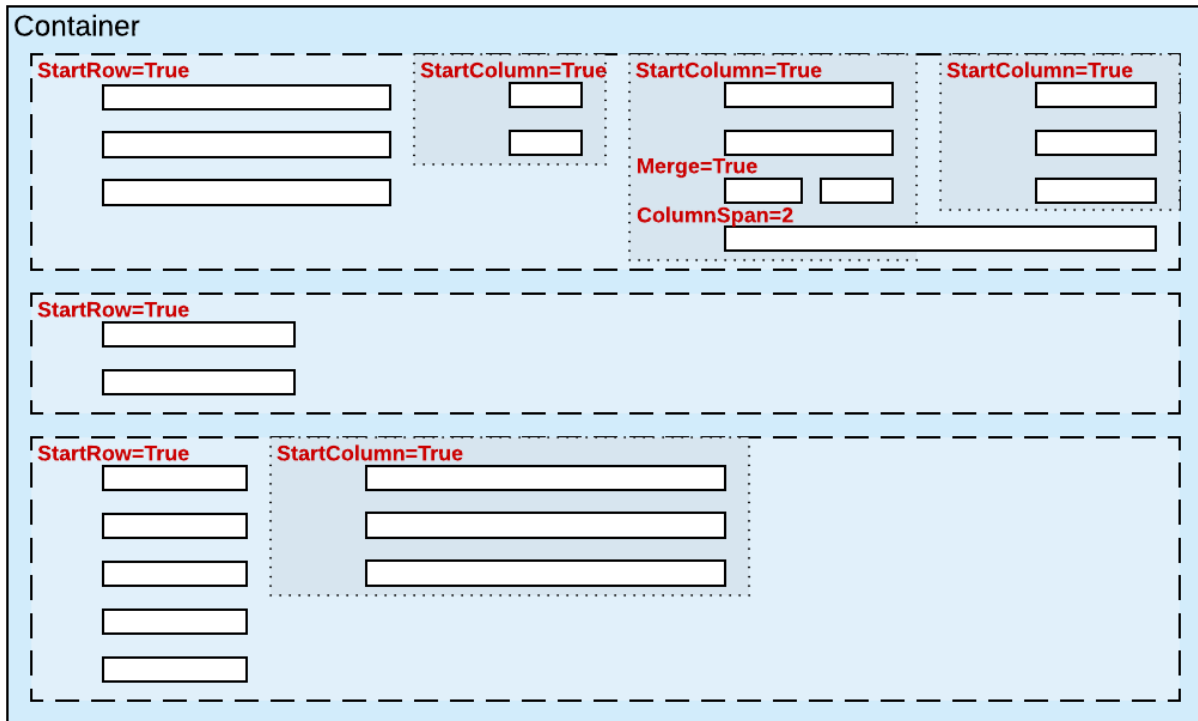 Container
StartRow=True
StartColumn=True
StartColumn=True
StartColumn=True
Merge=True
ColumnSpan=2
StartRow=True
StartRow=True
StartColumn=True